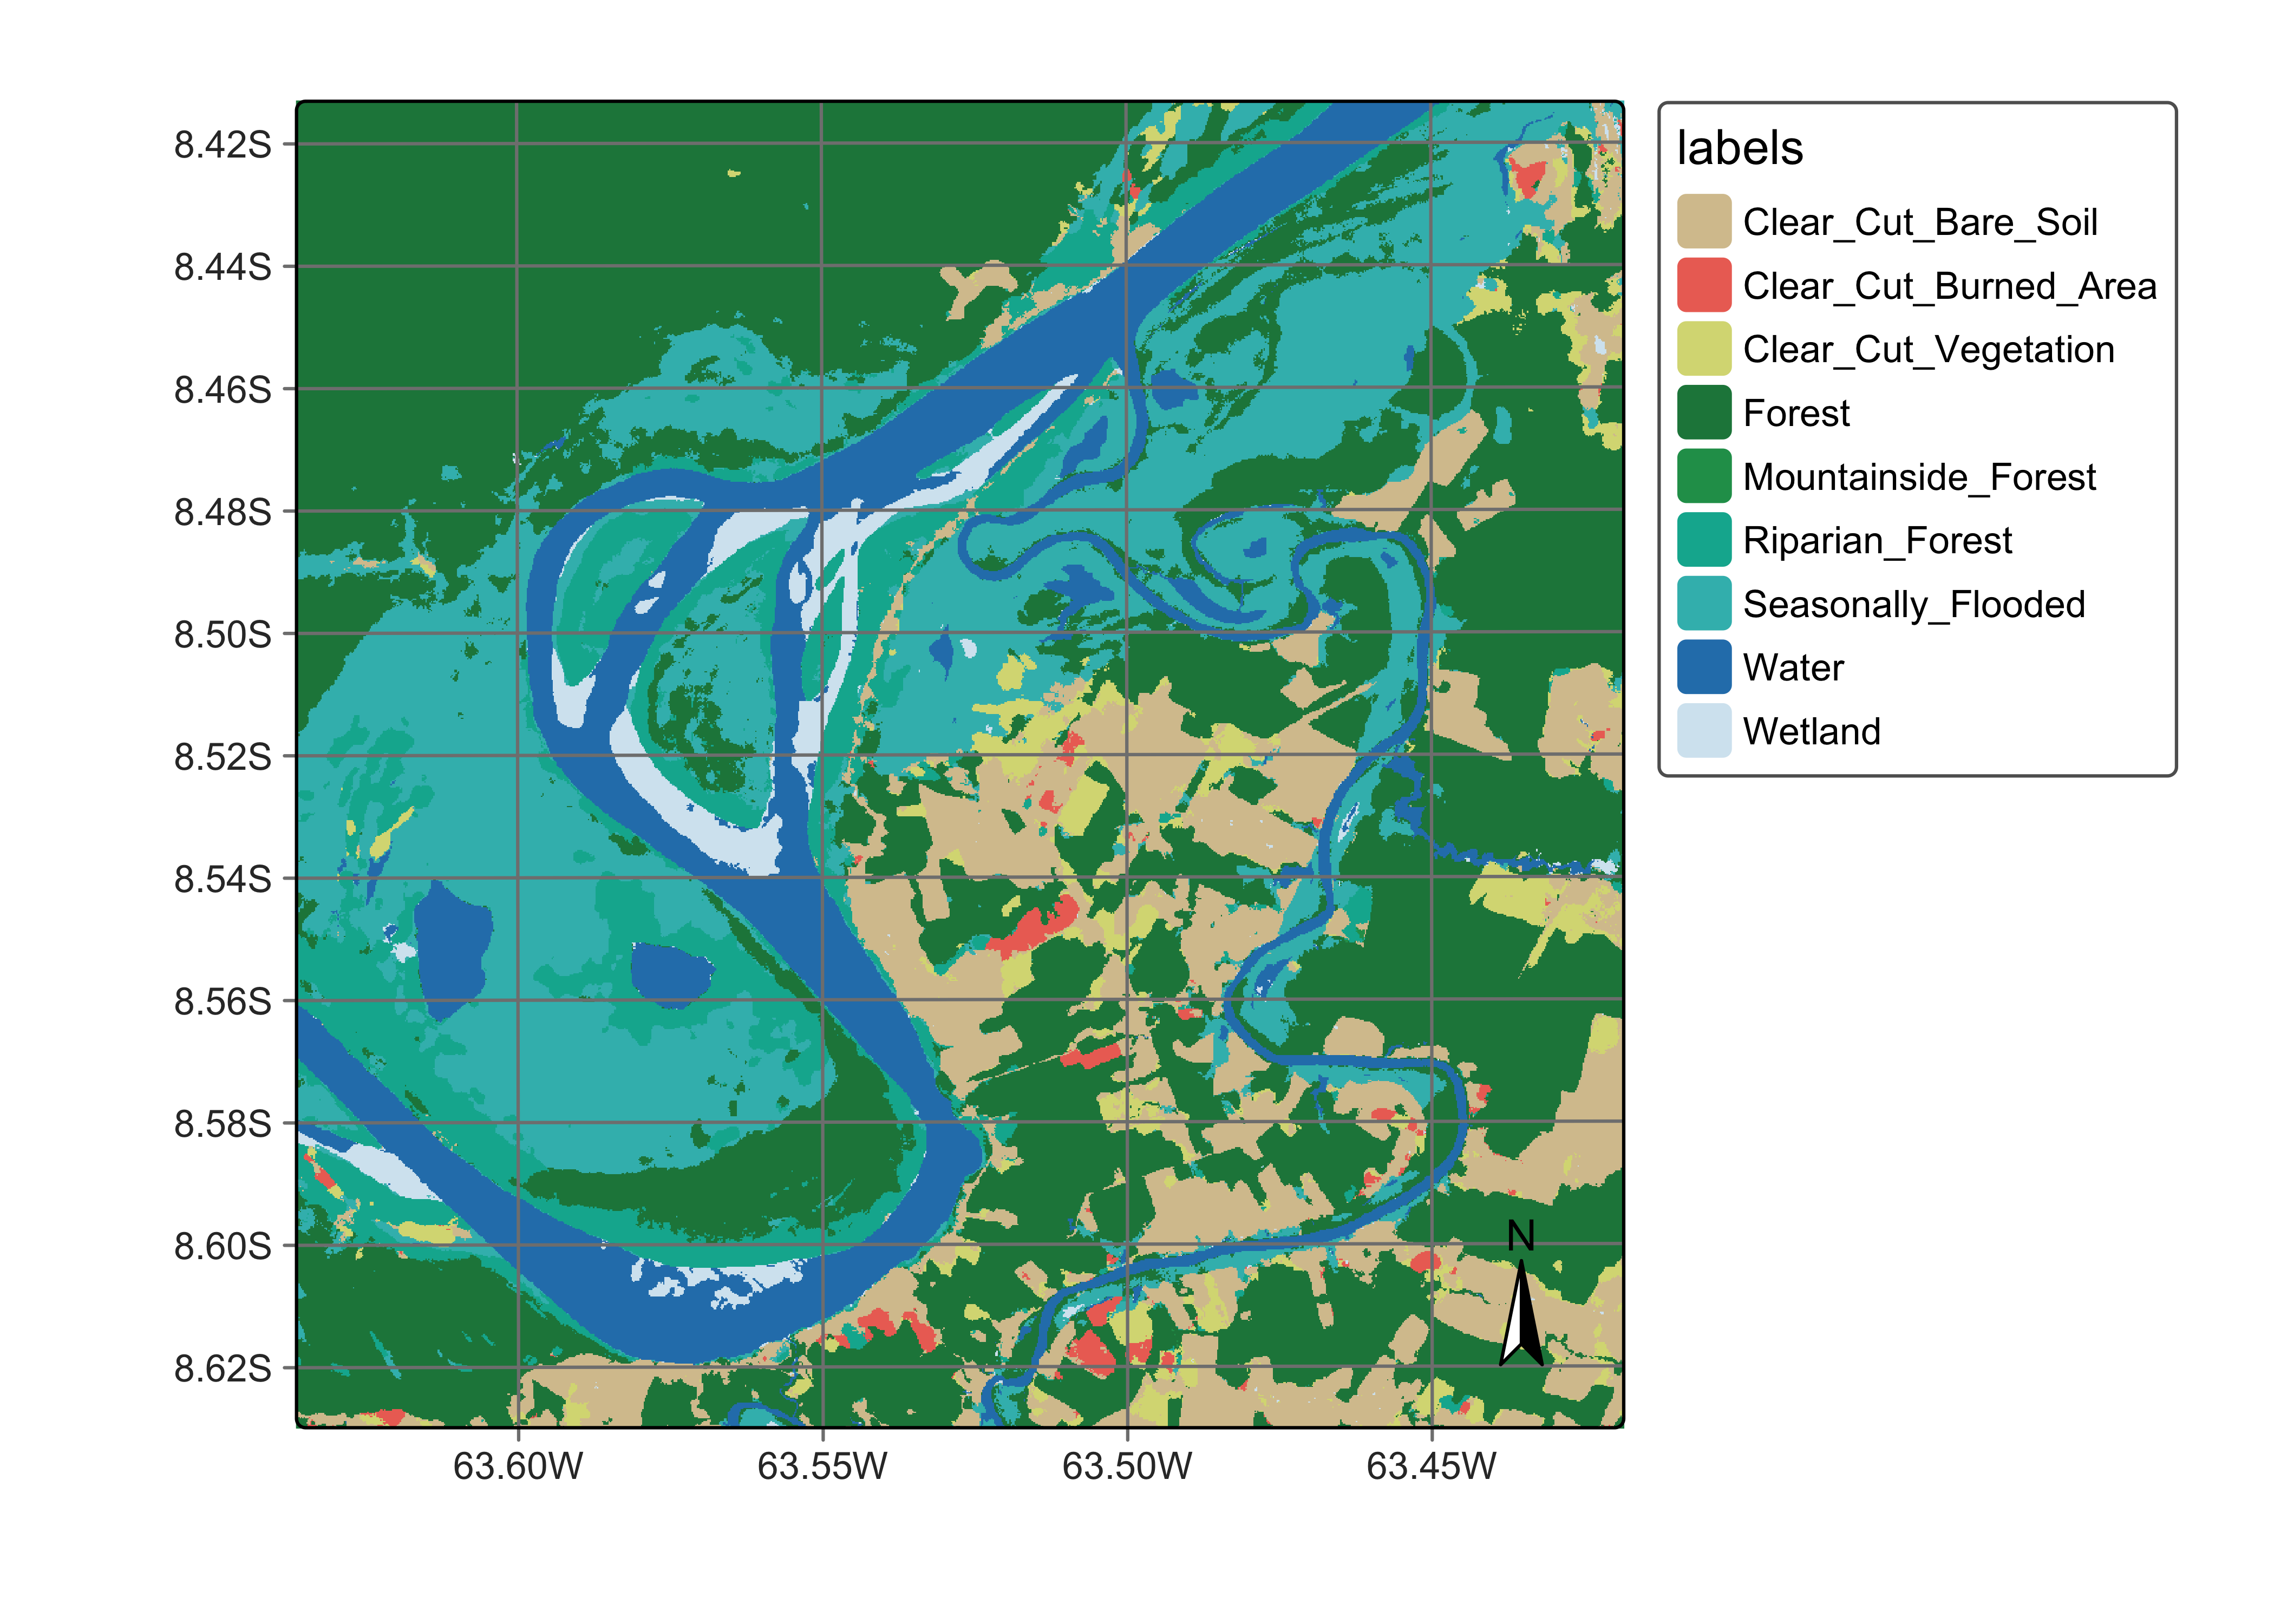 8.42S
8.44S
8.46S
8.48S
8.50S
8.52S
8.54S
8.56S
8.58S
8.60S
8.62S
63.60W 63.55W 63.50W 63.45W
N
labels
Clear_Cut_Bare_Soil
Clear_Cut_Burned_Area
Clear_Cut_Vegetation
Forest
Mountainside_Forest
Riparian_Forest
Seasonally_Flooded
Water
Wetland